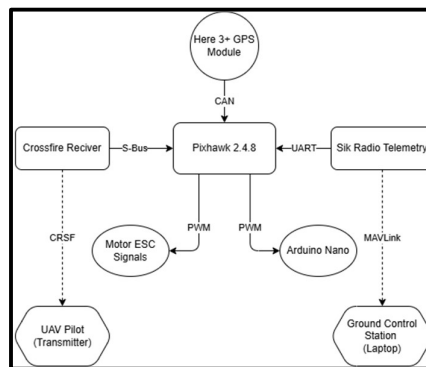 Here 3+ GPS
Module
CAN
Crossfire Reciver
S-Bus
Pixhawk 2.4.8
UART
Sik Radio Telemetry
CRSF
PWM
PWM
MAVLink
Motor ESC
Signals
Arduino Nano
UAV Pilot
(Transmitter)
Ground Control
Station
(Laptop)